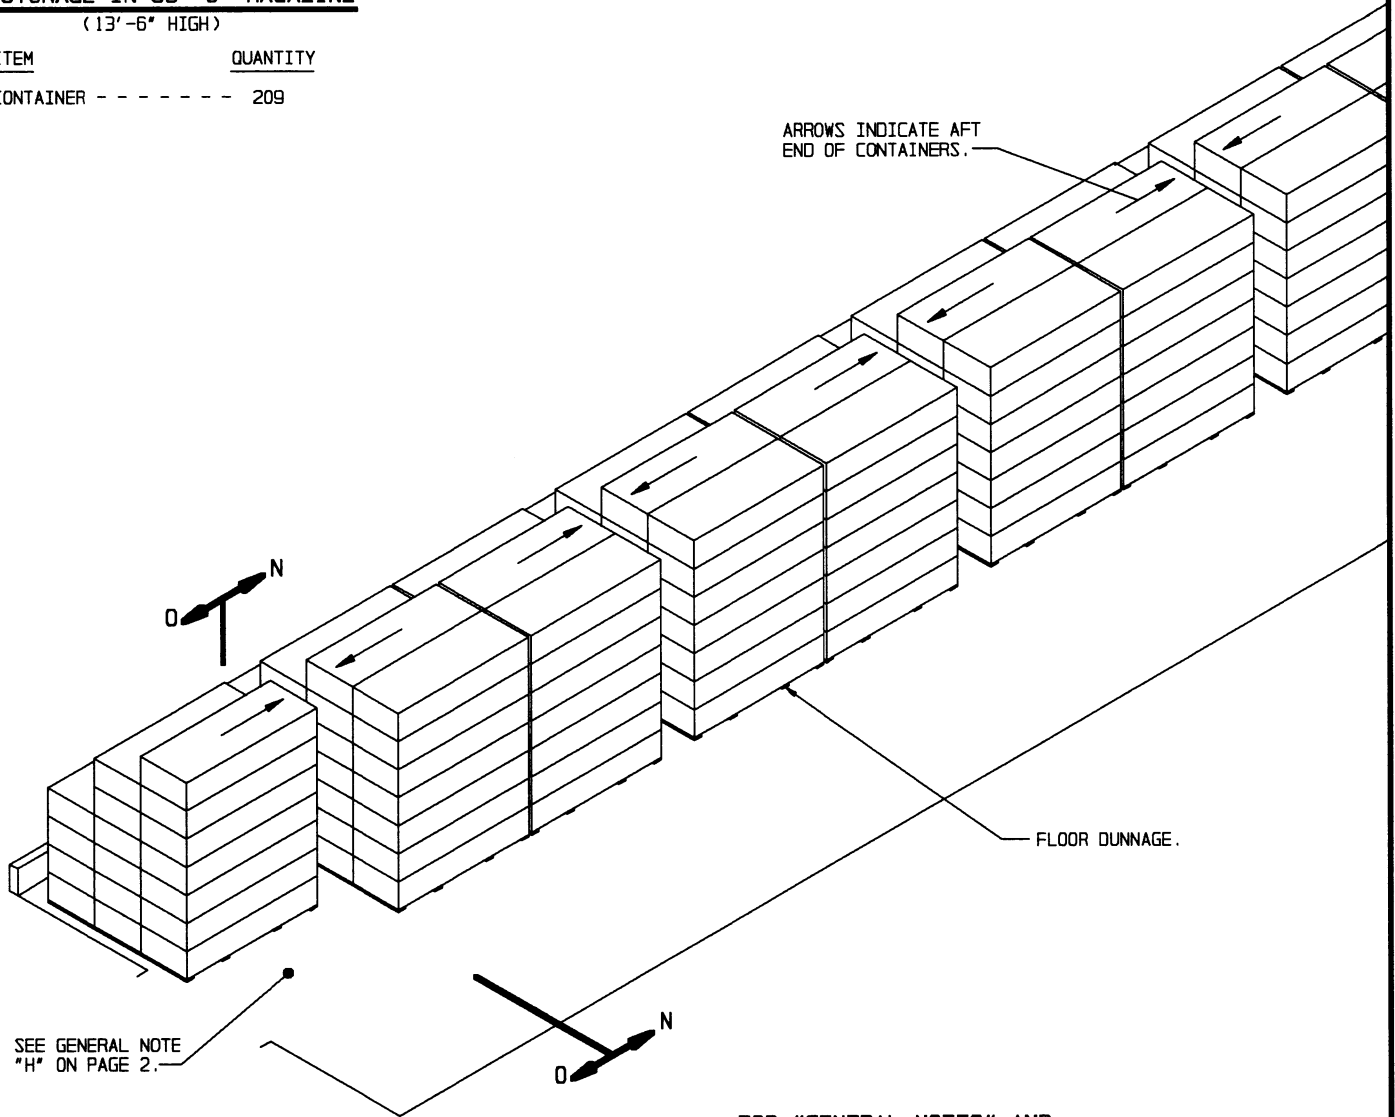 (13'-6" HIGH)
QUANTITY
- - - - - - - 209
ARROWS INDICATE AFT
END OF CONTAINERS.
N
O
FLOOR DUNNAGE.
SEE GENERAL NOTE
"H" ON PAGE 2.
N
O